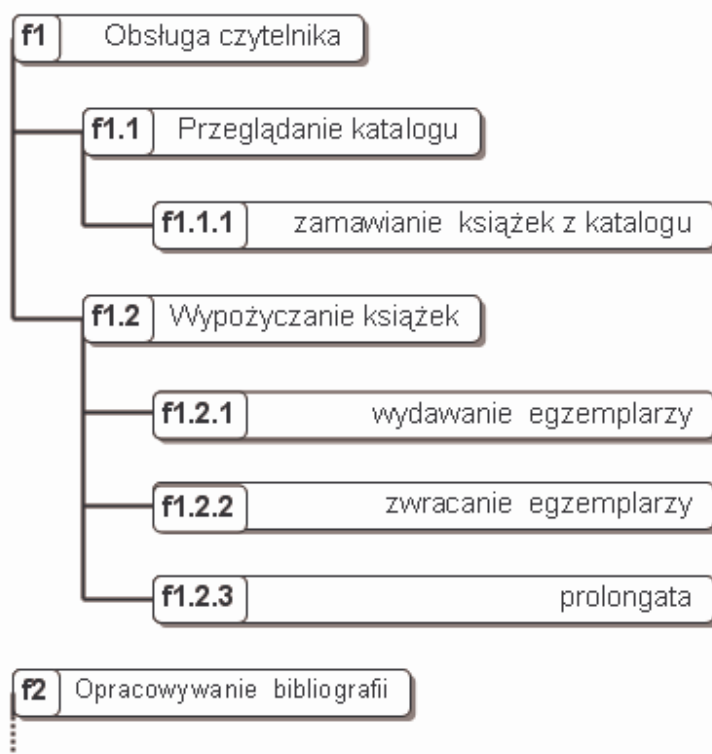 f1 Obsługa czytelnika
f1.1 Przeglądanie katalogu
f1.1.1 zamawianie książek z katalogu
f1.2 Wypożyczanie książek
f1.2.1 wydawanie egzemplarzy
f1.2.2 zwracanie egzemplarzy
f1.2.3 prolongata
f2 Opracowywanie bibliografii